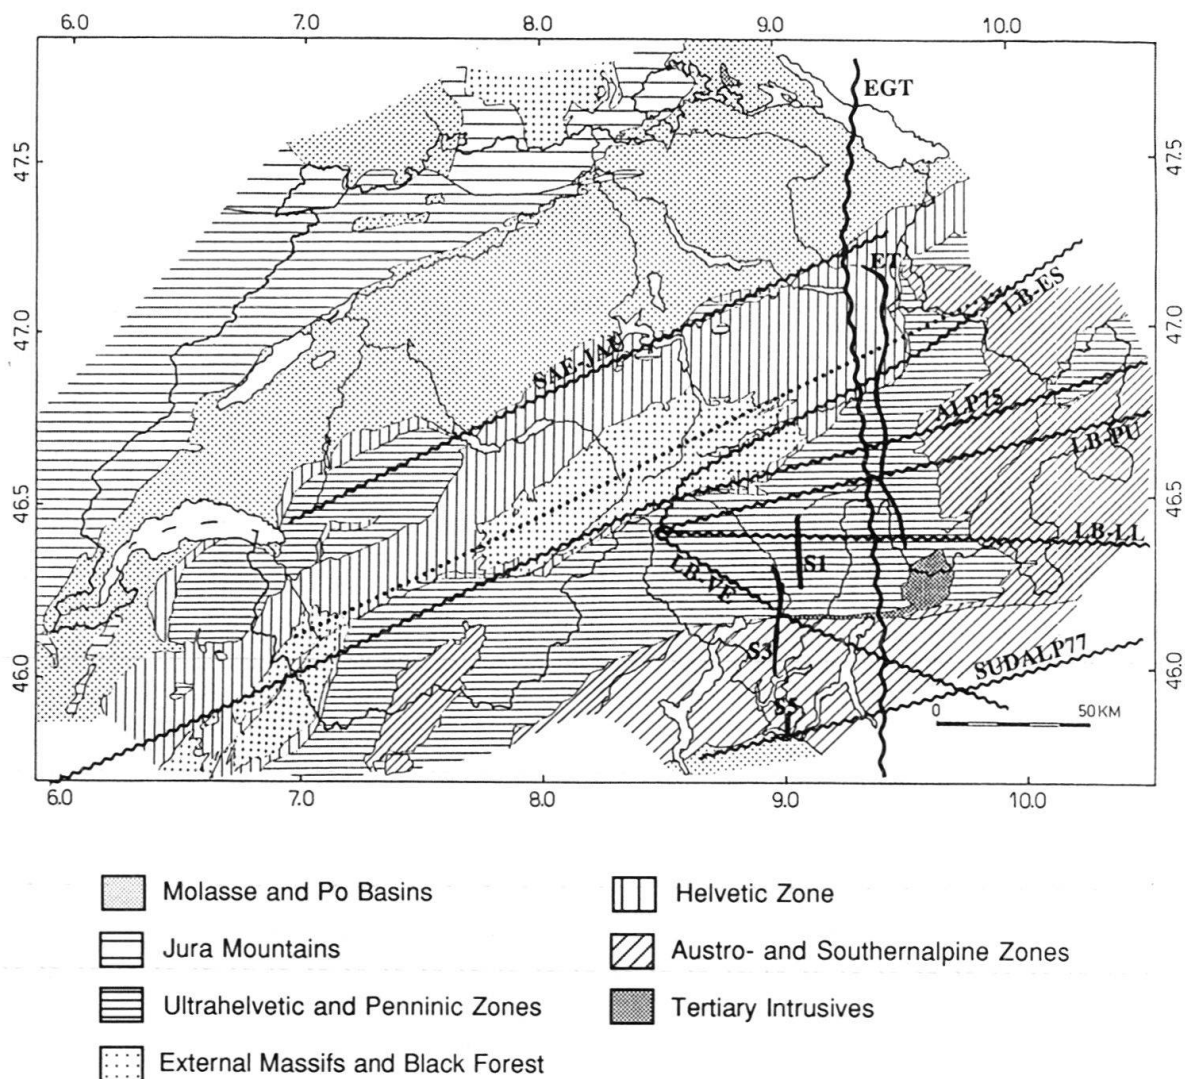 6.0 7.0 8.0 9.0 10.0
EGT
47.5 47.5
ET
LB-ES
47.0 47.0
SAE-JAU
ALP75
LB-PU
46.5 46.5
LB-LL
LB-VE
S1
S3
SUDALP77
46.0 46.0
S5
0 50 KM
6.0 7.0 8.0 9.0 10.0
Molasse and Po Basins
Helvetic Zone
Jura Mountains
Austro- and Southernalpine Zones
Ultrahelvetic and Penninic Zones
Tertiary Intrusives
External Massifs and Black Forest